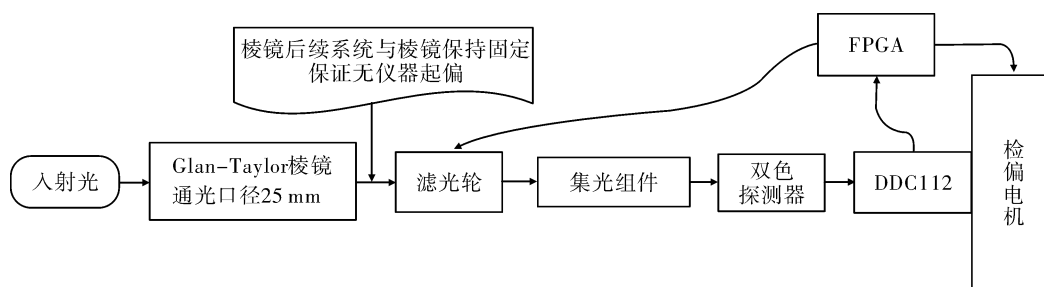 棱镜后续系统与棱镜保持固定
保证无仪器起偏
FPGA
入射光
Glan-Taylor棱镜
通光口径25 mm
滤光轮
集光组件
双色
探测器
DDC112
检偏电机